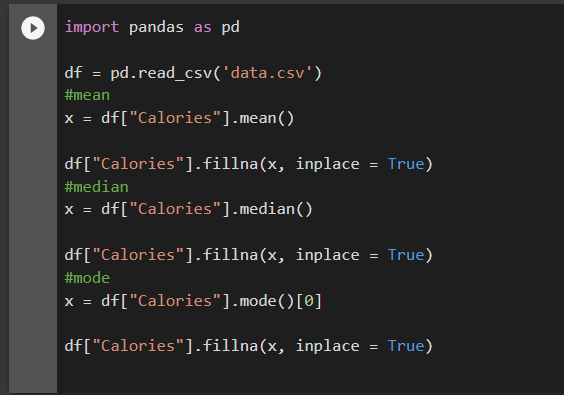 import pandas as pd
df = pd.read_csv('data.csv')
#mean
x = df["Calories"].mean()
df["Calories"].fillna(x, inplace = True)
#median
x = df["Calories"].median()
df["Calories"].fillna(x, inplace = True)
#mode
x = df["Calories"].mode()[0]
df["Calories"].fillna(x, inplace = True)